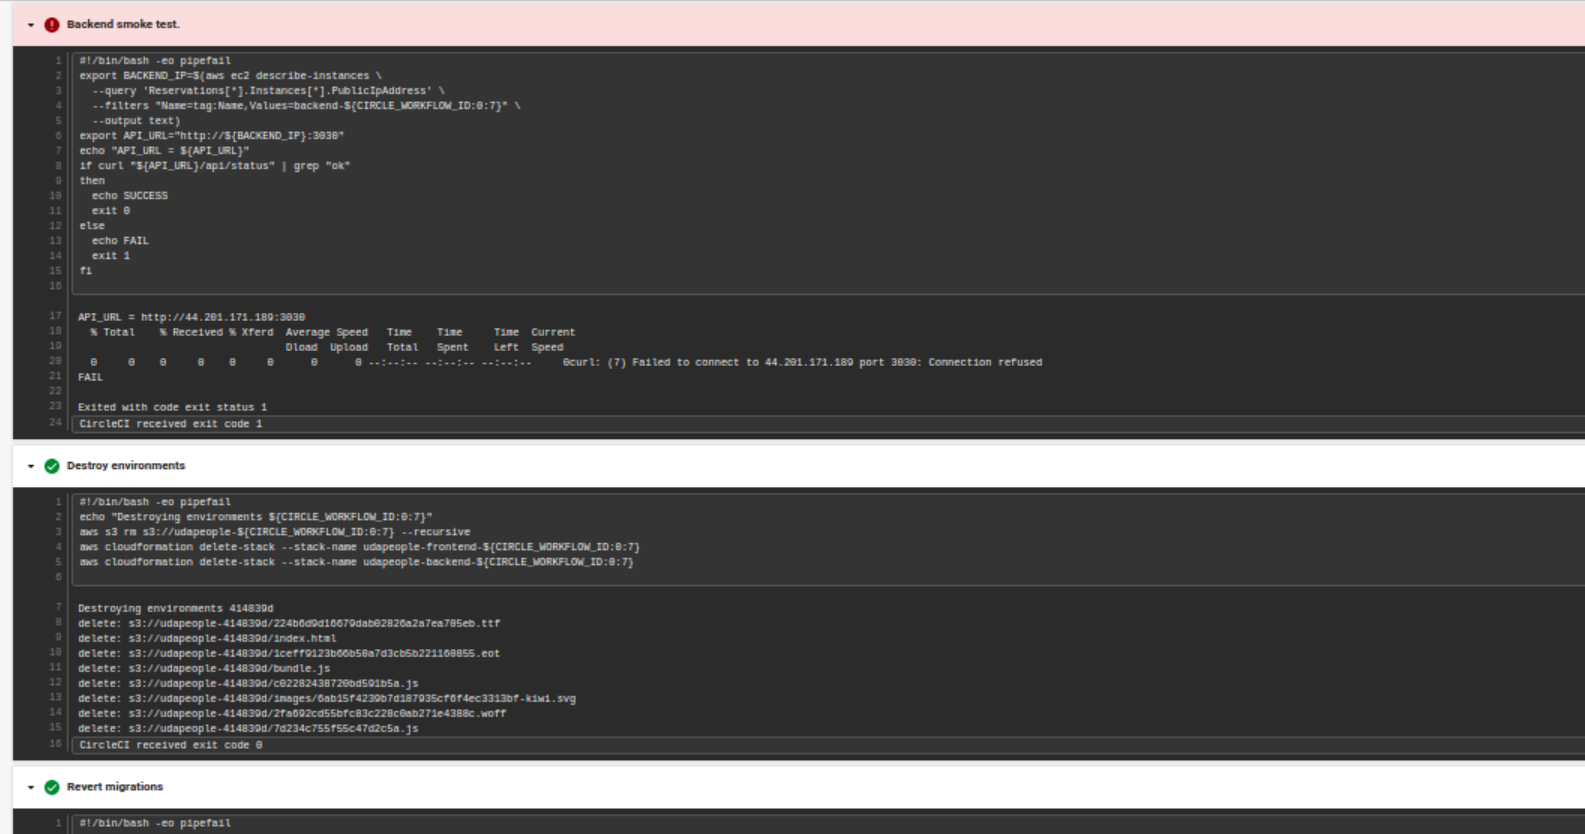 Backend smoke test.
1 #!/bin/bash -eo pipefail
2 export BACKEND_IP=$(aws ec2 describe-instances \
3 --query 'Reservations[*].Instances[*].PublicIpAddress' \
4 --filters "Name=tag:Name,Values=backend-${CIRCLE_WORKFLOW_ID:0:7}" \
5 --output text)
6 export API_URL="http://${BACKEND_IP}:3030"
7 echo "API_URL = ${API_URL}"
8 if curl "${API_URL}/api/status" | grep "ok"
9 then
10 echo SUCCESS
11 exit 0
12 else
13 echo FAIL
14 exit 1
15 fi
16
17 API_URL = http://44.201.171.189:3030
18 % Total % Received % Xferd Average Speed Time Time Time Current
19 Dload Upload Total Spent Left Speed
20 0 0 0 0 0 0 0 0 --:--:-- --:--:-- --:--:-- 0curl: (7) Failed to connect to 44.201.171.189 port 3030: Connection refused
21 FAIL
22
23 Exited with code exit status 1
24 CircleCI received exit code 1
Destroy environments
1 #!/bin/bash -eo pipefail
2 echo "Destroying environments ${CIRCLE_WORKFLOW_ID:0:7}"
3 aws s3 rm s3://udapeople-${CIRCLE_WORKFLOW_ID:0:7} --recursive
4 aws cloudformation delete-stack --stack-name udapeople-frontend-${CIRCLE_WORKFLOW_ID:0:7}
5 aws cloudformation delete-stack --stack-name udapeople-backend-${CIRCLE_WORKFLOW_ID:0:7}
6
7 Destroying environments 414839d
8 delete: s3://udapeople-414839d/224b6d9d16679dab02826a2a7ea705eb.ttf
9 delete: s3://udapeople-414839d/index.html
10 delete: s3://udapeople-414839d/1ceff9123b66b50a7d3cb5b221160855.eot
11 delete: s3://udapeople-414839d/bundle.js
12 delete: s3://udapeople-414839d/c02282438720bd591b5a.js
13 delete: s3://udapeople-414839d/images/6ab15f4239b7d187935cf6f4ec3313bf-kiwi.svg
14 delete: s3://udapeople-414839d/2fa692cd55bfc83c228c0ab271e4388c.woff
15 delete: s3://udapeople-414839d/7d234c755f55c47d2c5a.js
16 CircleCI received exit code 0
Revert migrations
1 #!/bin/bash -eo pipefail